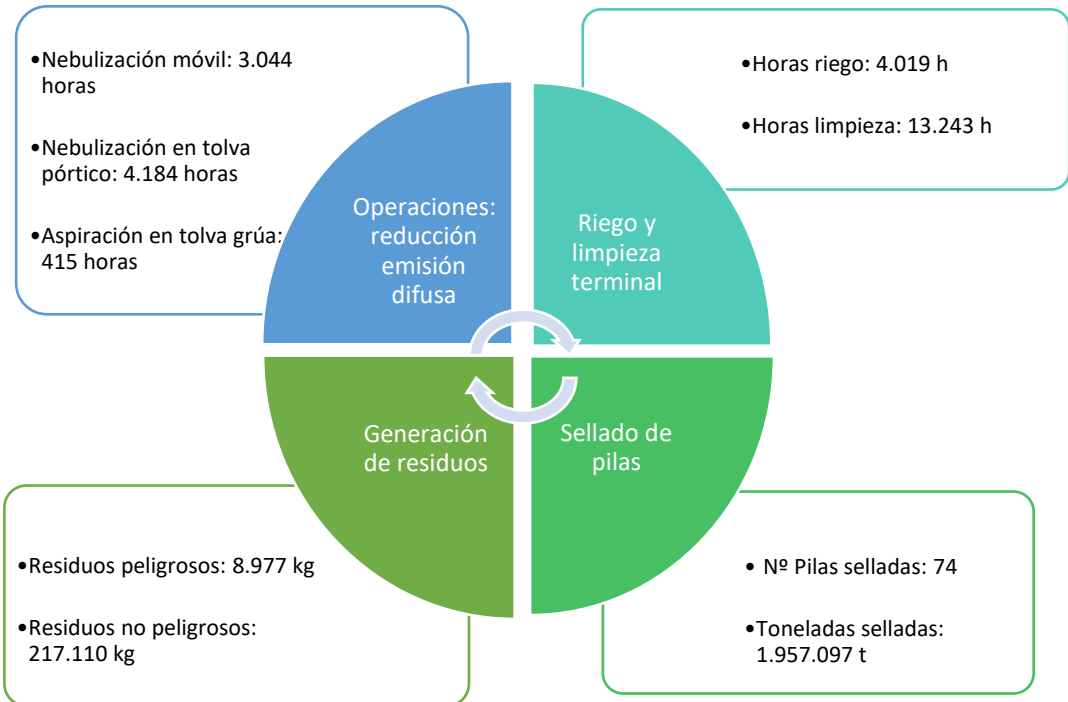 •Nebulización móvil: 3.044
horas
•Nebulización en tolva
pórtico: 4.184 horas
•Aspiración en tolva grúa:
415 horas
Operaciones:
reducción
emisión
difusa
•Horas riego: 4.019 h
•Horas limpieza: 13.243 h
Riego y
limpieza
terminal
Generación
de residuos
•Residuos peligrosos: 8.977 kg
•Residuos no peligrosos:
217.110 kg
Sellado de
pilas
• Nº Pilas selladas: 74
•Toneladas selladas:
1.957.097 t